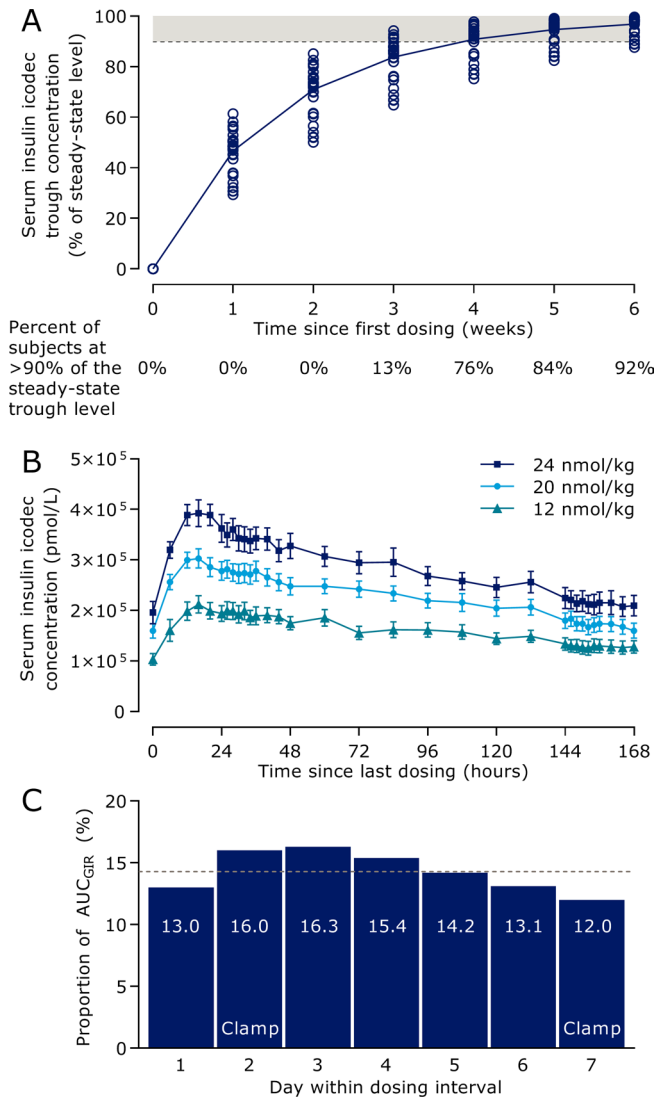 A
Serum insulin icodec
trough concentration
(% of steady-state level)
100
80
60
40
20
0
0 1 2 3 4 5 6
Time since first dosing (weeks)
Percent of
subjects at
>90% of the
steady-state
trough level
0% 0% 0% 13% 76% 84% 92%
B
Serum insulin icodec
concentration (pmol/L)
5×10⁵
4×10⁵
3×10⁵
2×10⁵
1×10⁵
0
24 nmol/kg
20 nmol/kg
12 nmol/kg
0 24 48 72 96 120 144 168
Time since last dosing (hours)
C
Proportion of AUC_GIR (%)
20
15
10
5
0
13.0 16.0 16.3 15.4 14.2 13.1 12.0
Clamp Clamp
1 2 3 4 5 6 7
Day within dosing interval